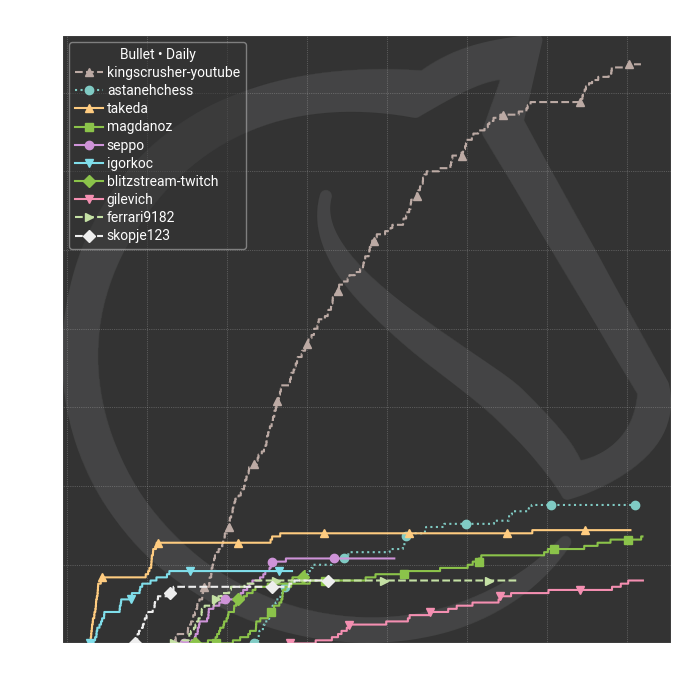 Bullet • Daily
kingscrusher-youtube
astanehchess
takeda
magdanoz
seppo
igorkoc
blitzstream-twitch
gilevich
ferrari9182
skopje123